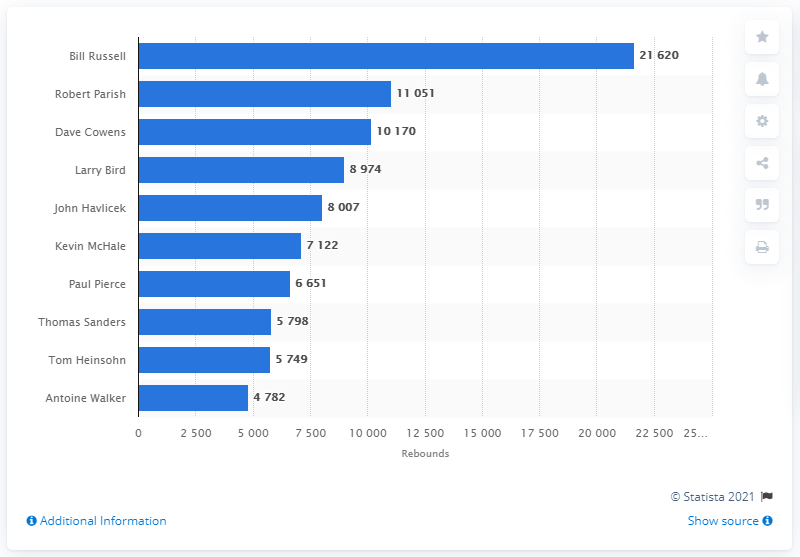 Bill Russell 21 620
Robert Parish 11 051
Dave Cowens 10 170
Larry Bird 8 974
John Havlicek 8 007
Kevin McHale 7 122
Paul Pierce 6 651
Thomas Sanders 5 798
Tom Heinsohn 5 749
Antoine Walker 4 782
0 2 500 5 000 7 500 10 000 12 500 15 000 17 500 20 000 22 500 25...
Rebounds
© Statista 2021
Additional Information Show source